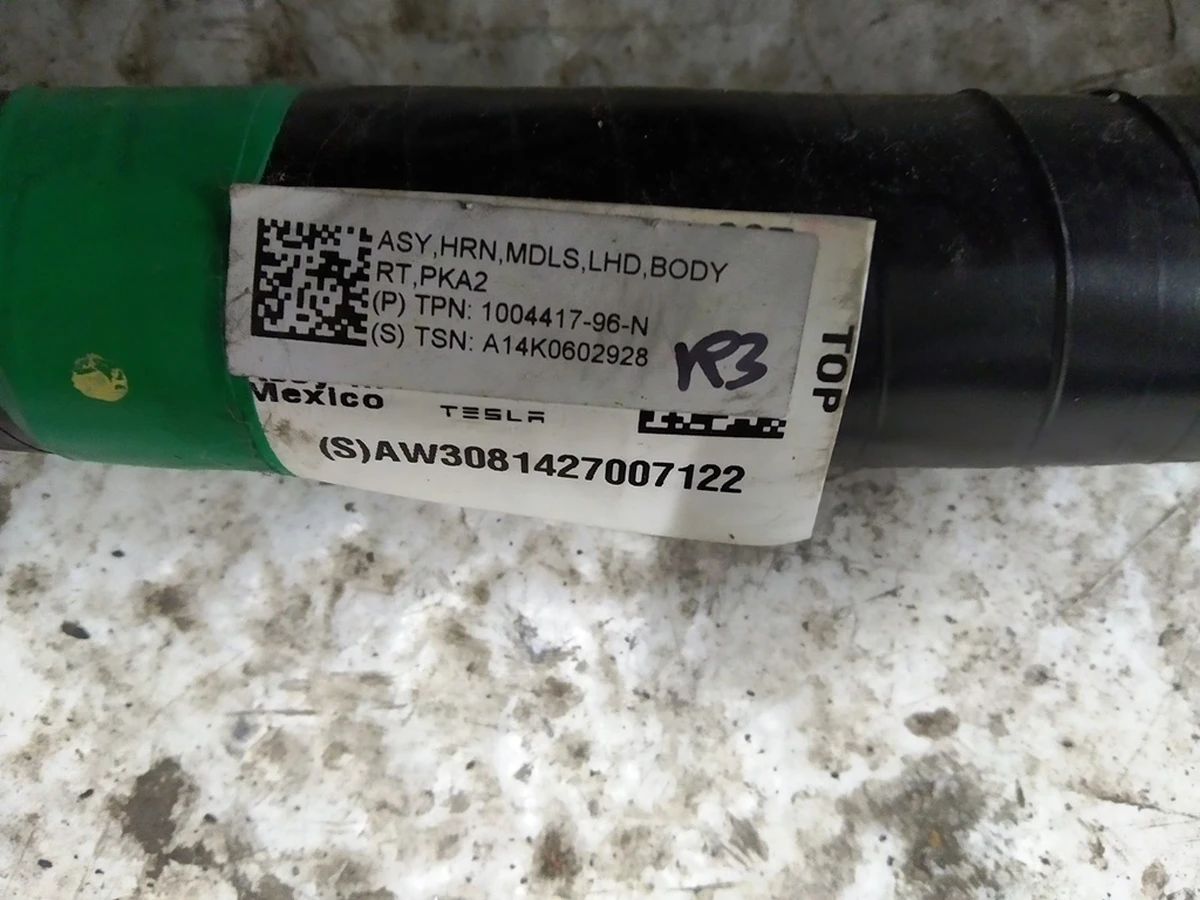 ASY,HRN,MDLS,LHD,BODY
RT,PKA2
(P) TPN: 1004417-96-N
(S) TSN: A14K0602928
R3
TOP
Mexico
TESLA
(S)AW3081427007122